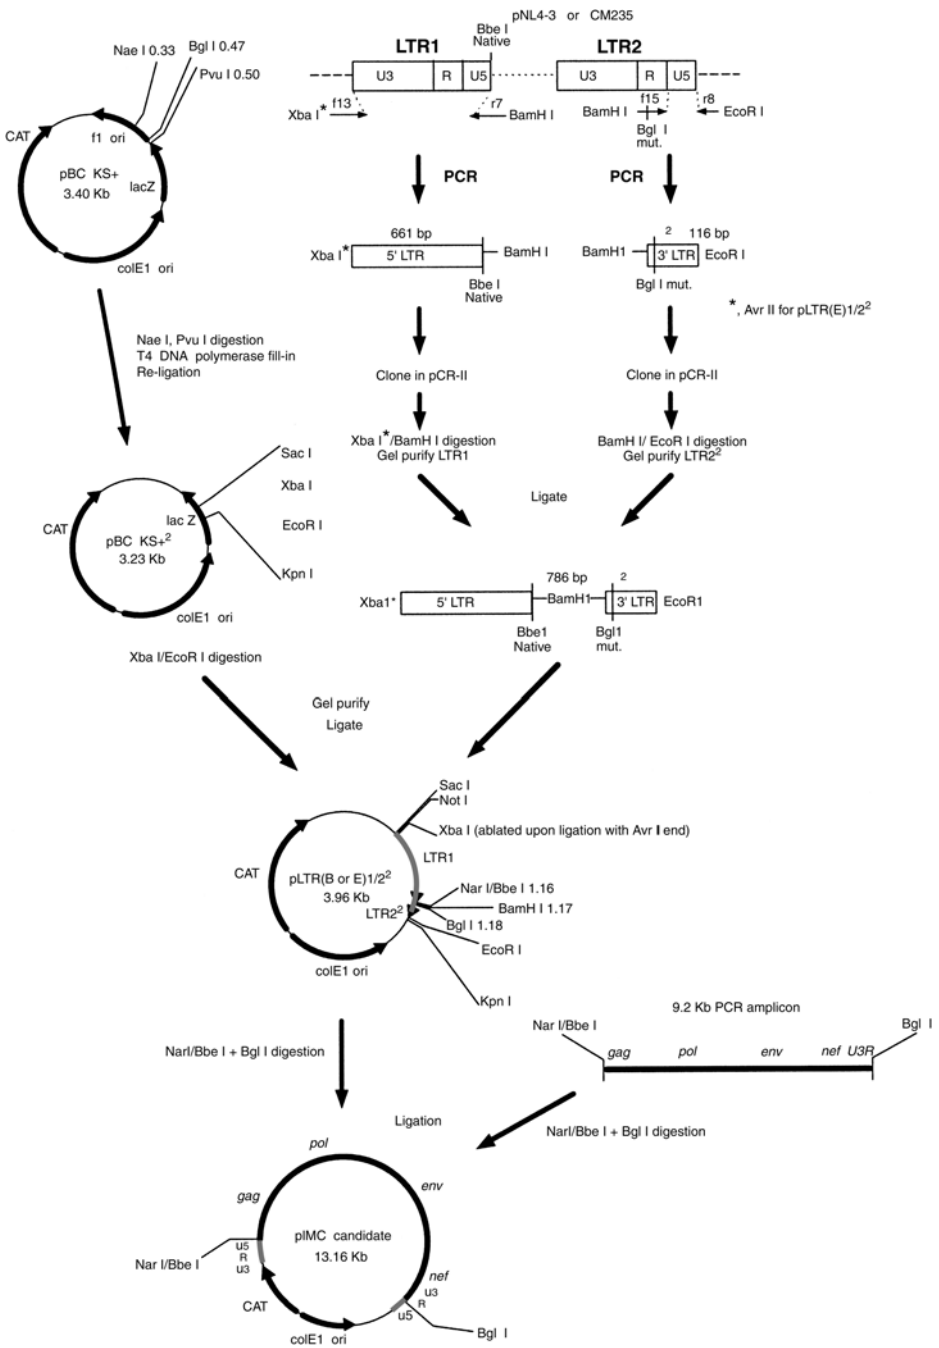 pNL4-3 or CM235
Bbe I
Native
LTR1
LTR2
U3 R U5
U3 R U5
f13
r7
f15
r8
Xba I*
BamH I
BamH I
EcoR I
Bgl I
mut.
Nae I 0.33
Bgl I 0.47
Pvu I 0.50
CAT
f1 ori
pBC KS+
3.40 Kb
lacZ
colE1 ori
PCR
PCR
661 bp
Xba I*
5' LTR
BamH I
Bbe I
Native
2
116 bp
BamH1
3' LTR
EcoR I
Bgl I mut.
*, Avr II for pLTR(E)1/2²
Nae I, Pvu I digestion
T4 DNA polymerase fill-in
Re-ligation
Clone in pCR-II
Clone in pCR-II
Xba I*/BamH I digestion
Gel purify LTR1
BamH I/ EcoR I digestion
Gel purify LTR2²
Ligate
Sac I
Xba I
EcoR I
Kpn I
CAT
lac Z
pBC KS+²
3.23 Kb
colE1 ori
786 bp
2
Xba1*
5' LTR
BamH1
3' LTR
EcoR1
Bbe1
Native
Bgl1
mut.
Xba I/EcoR I digestion
Gel purify
Ligate
Sac I
Not I
Xba I (ablated upon ligation with Avr I end)
LTR1
CAT
pLTR(B or E)1/2²
3.96 Kb
LTR2²
Nar I/Bbe I 1.16
BamH I 1.17
Bgl I 1.18
EcoR I
colE1 ori
Kpn I
9.2 Kb PCR amplicon
Nar I/Bbe I
Bgl I
gag pol env nef U3R
NarI/Bbe I + Bgl I digestion
Ligation
NarI/Bbe I + Bgl I digestion
pol
gag
env
pIMC candidate
13.16 Kb
Nar I/Bbe I
u5
R
u3
nef
u3
R
u5
CAT
colE1 ori
Bgl I